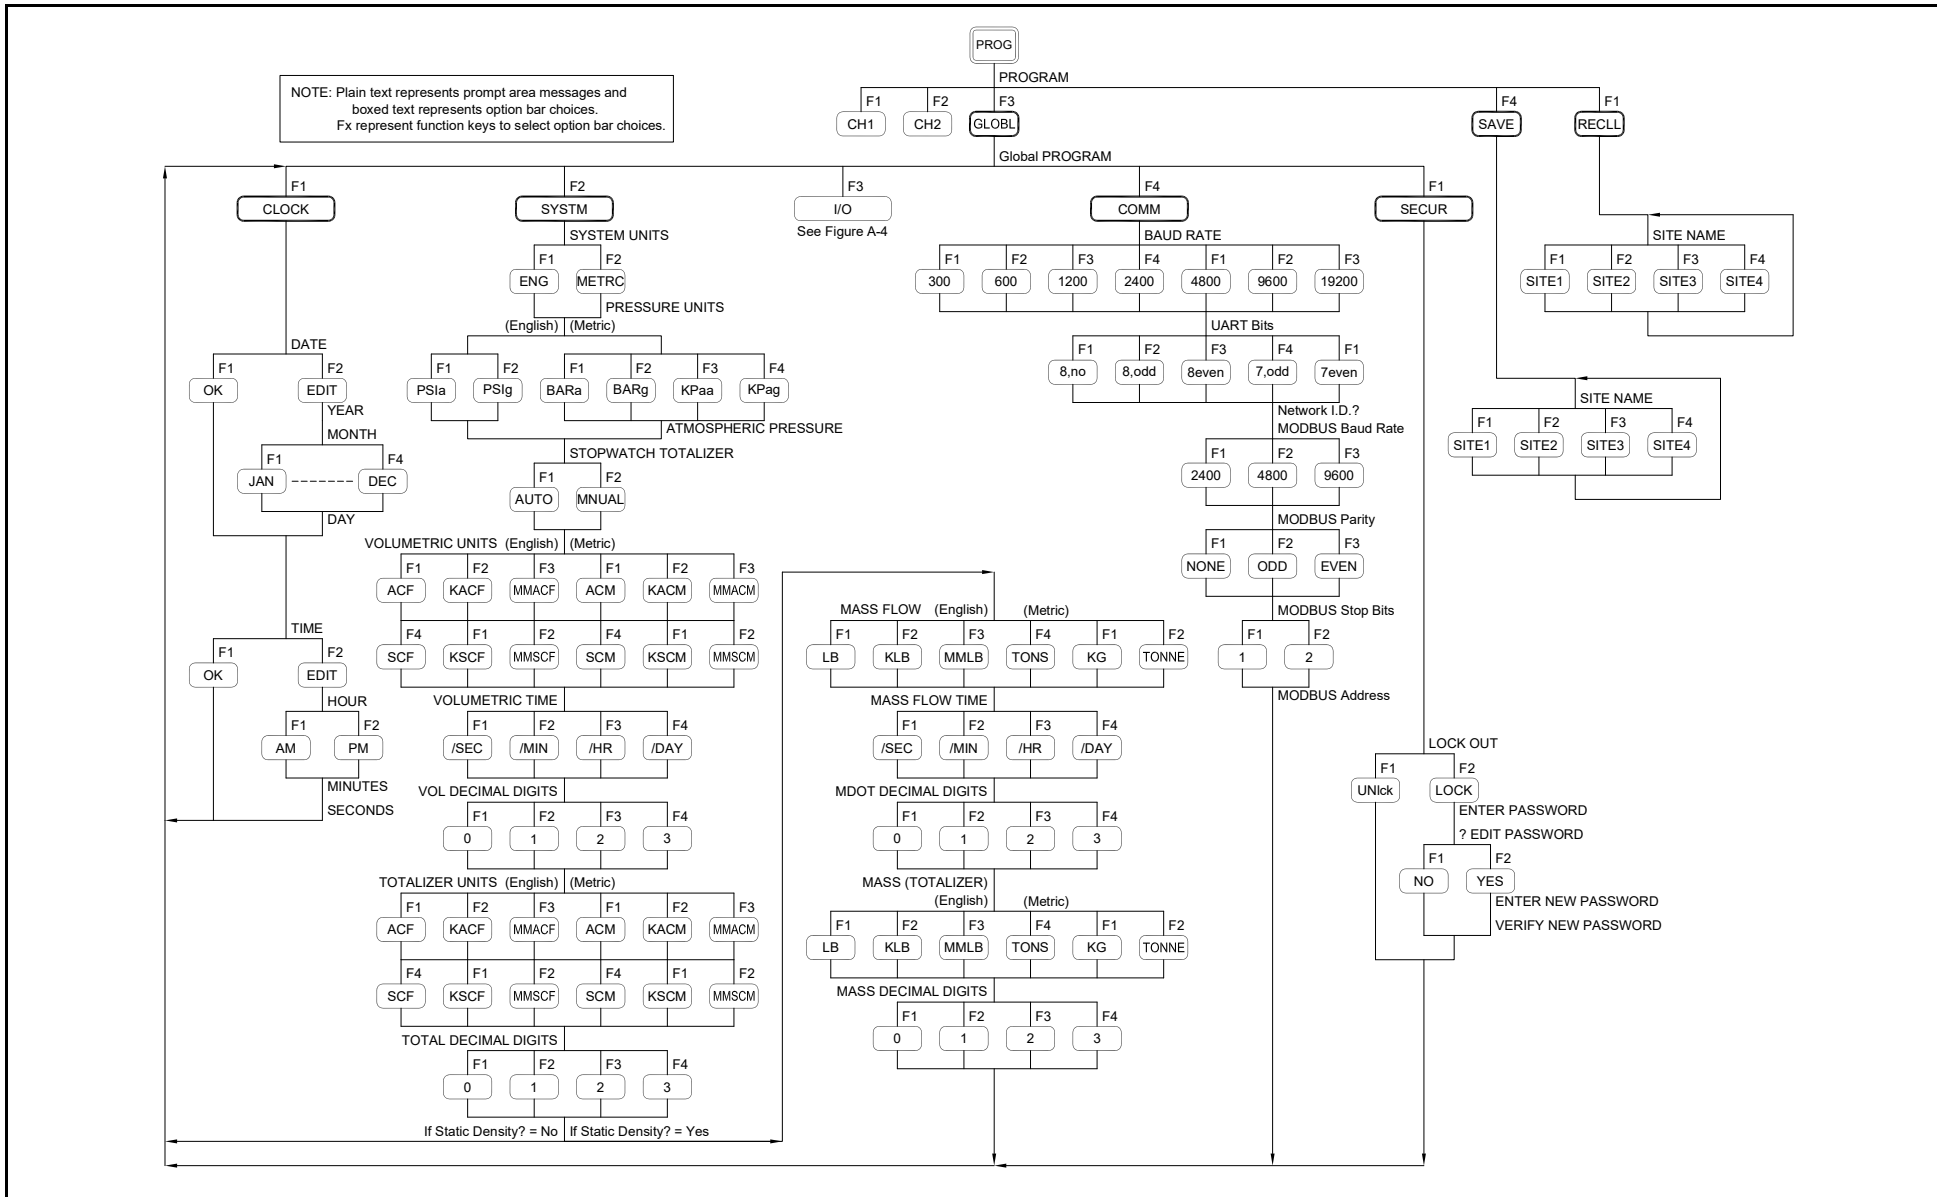 PROG
PROGRAM
NOTE: Plain text represents prompt area messages and
boxed text represents option bar choices.
Fx represent function keys to select option bar choices.
F1 F2 F3 F4 F1
CH1 CH2 GLOBL SAVE RECLL
Global PROGRAM
F1 F2 F3 F4 F1
CLOCK SYSTM I/O COMM SECUR
See Figure A-4
DATE
F1 F2
OK EDIT
YEAR
MONTH
F1 F4
JAN ------- DEC
DAY
TIME
F1 F2
OK EDIT
HOUR
F1 F2
AM PM
MINUTES
SECONDS
SYSTEM UNITS
F1 F2
ENG METRC
PRESSURE UNITS
(English) (Metric)
F1 F2 F1 F2 F3 F4
PSIa PSIg BARa BARg KPaa KPag
ATMOSPHERIC PRESSURE
STOPWATCH TOTALIZER
F1 F2
AUTO MNUAL
VOLUMETRIC UNITS (English) (Metric)
F1 F2 F3 F1 F2 F3
ACF KACF MMACF ACM KACM MMACM
F4 F1 F2 F4 F1 F2
SCF KSCF MMSCF SCM KSCM MMSCM
VOLUMETRIC TIME
F1 F2 F3 F4
/SEC /MIN /HR /DAY
VOL DECIMAL DIGITS
F1 F2 F3 F4
0 1 2 3
TOTALIZER UNITS (English) (Metric)
F1 F2 F3 F1 F2 F3
ACF KACF MMACF ACM KACM MMACM
F4 F1 F2 F4 F1 F2
SCF KSCF MMSCF SCM KSCM MMSCM
TOTAL DECIMAL DIGITS
F1 F2 F3 F4
0 1 2 3
If Static Density? = No If Static Density? = Yes
MASS FLOW (English) (Metric)
F1 F2 F3 F4 F1 F2
LB KLB MMLB TONS KG TONNE
MASS FLOW TIME
F1 F2 F3 F4
/SEC /MIN /HR /DAY
MDOT DECIMAL DIGITS
F1 F2 F3 F4
0 1 2 3
MASS (TOTALIZER)
(English) (Metric)
F1 F2 F3 F4 F1 F2
LB KLB MMLB TONS KG TONNE
MASS DECIMAL DIGITS
F1 F2 F3 F4
0 1 2 3
BAUD RATE
F1 F2 F3 F4 F1 F2 F3
300 600 1200 2400 4800 9600 19200
UART Bits
F1 F2 F3 F4 F1
8,no 8,odd 8even 7,odd 7even
Network I.D.?
MODBUS Baud Rate
F1 F2 F3
2400 4800 9600
MODBUS Parity
F1 F2 F3
NONE ODD EVEN
MODBUS Stop Bits
F1 F2
1 2
MODBUS Address
LOCK OUT
F1 F2
UNlck LOCK
ENTER PASSWORD
? EDIT PASSWORD
F1 F2
NO YES
ENTER NEW PASSWORD
VERIFY NEW PASSWORD
SITE NAME
F1 F2 F3 F4
SITE1 SITE2 SITE3 SITE4
SITE NAME
F1 F2 F3 F4
SITE1 SITE2 SITE3 SITE4